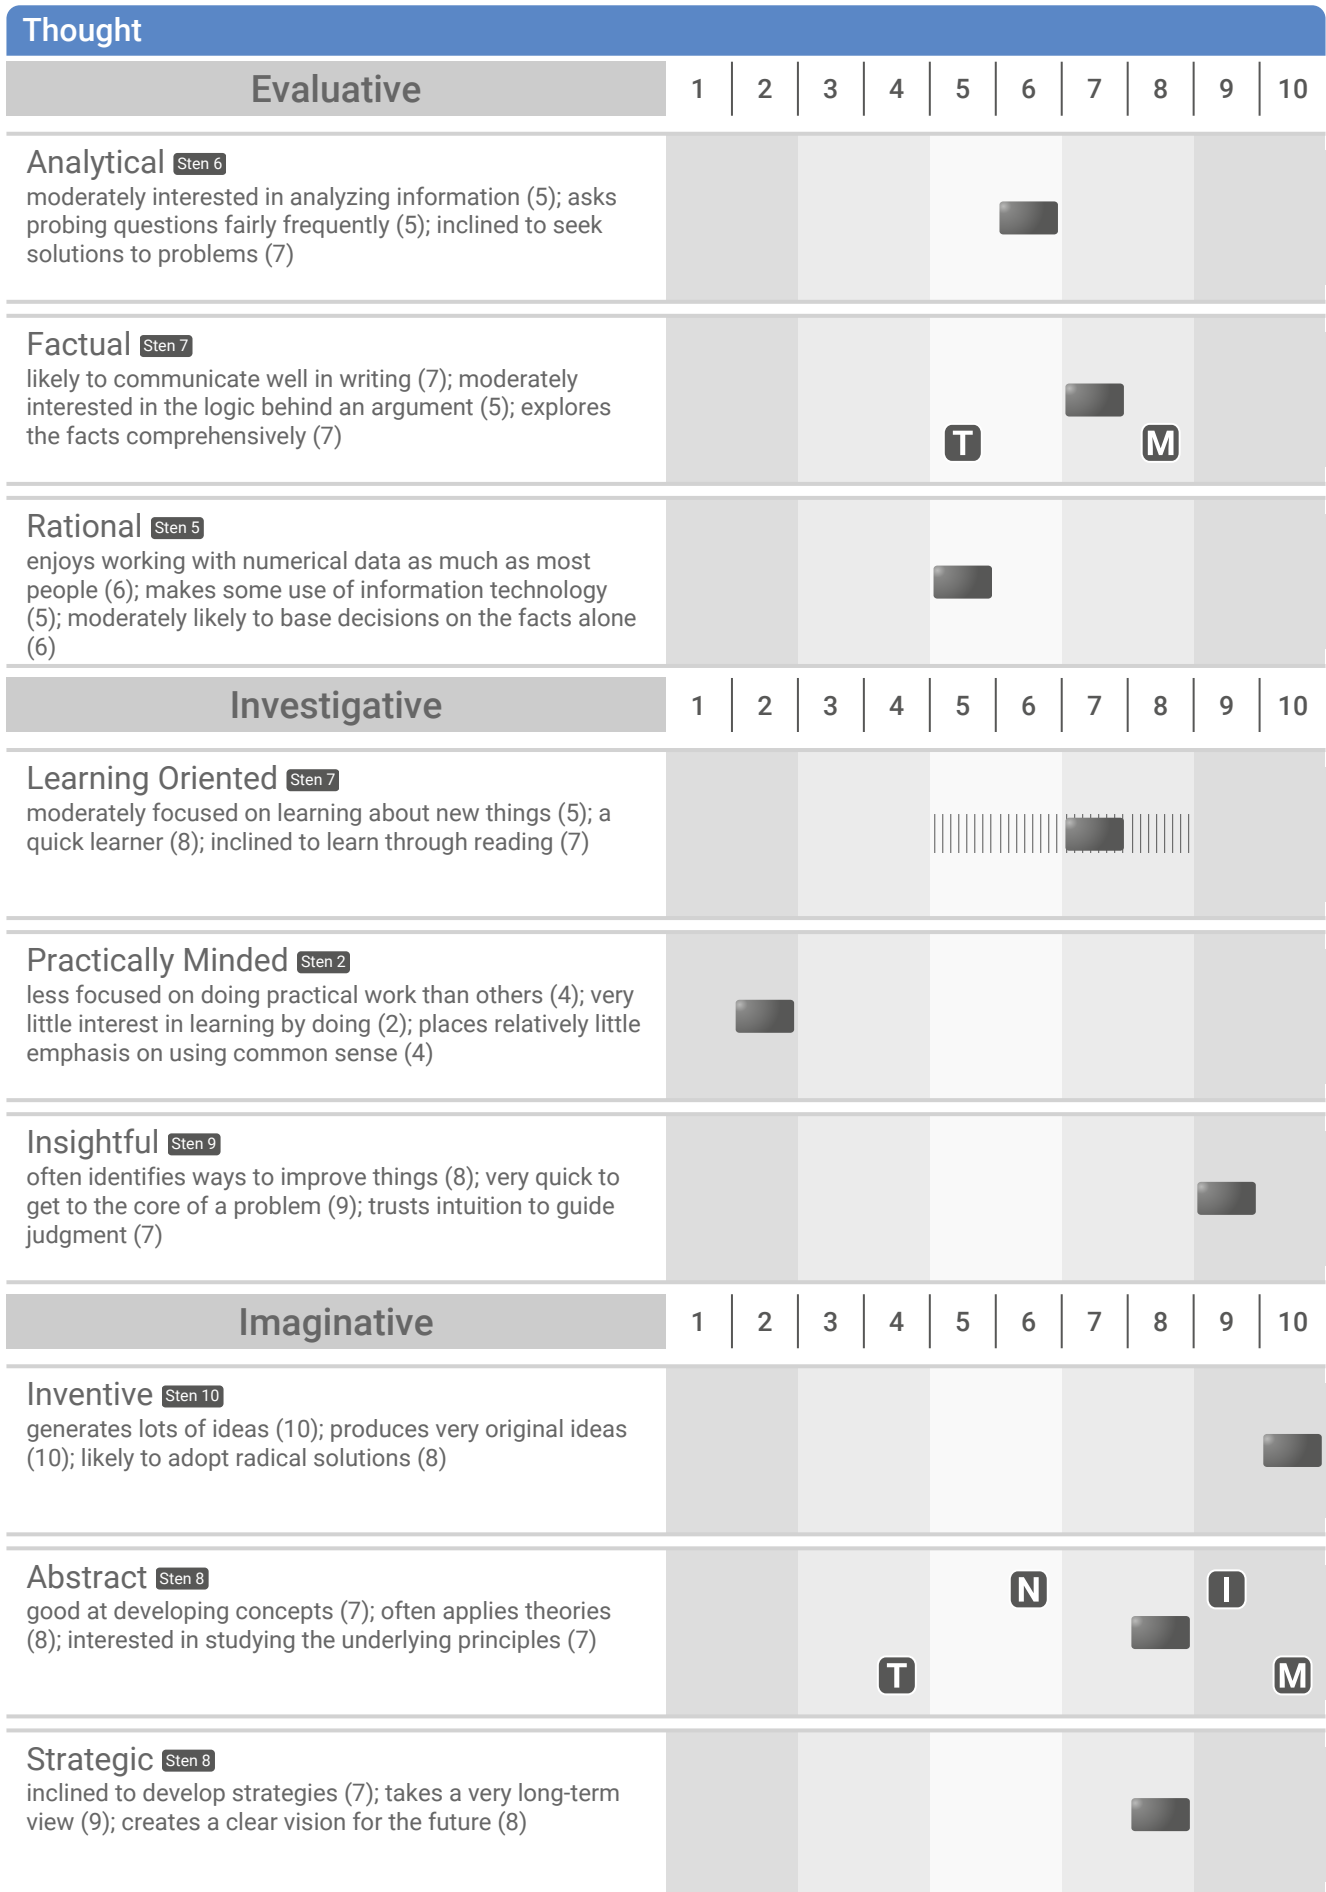 Thought
Evaluative 1 2 3 4 5 6 7 8 9 10
Analytical Sten 6
moderately interested in analyzing information (5); asks
probing questions fairly frequently (5); inclined to seek
solutions to problems (7)
Factual Sten 7
likely to communicate well in writing (7); moderately
interested in the logic behind an argument (5); explores
the facts comprehensively (7)
T M
Rational Sten 5
enjoys working with numerical data as much as most
people (6); makes some use of information technology
(5); moderately likely to base decisions on the facts alone
(6)
Investigative 1 2 3 4 5 6 7 8 9 10
Learning Oriented Sten 7
moderately focused on learning about new things (5); a
quick learner (8); inclined to learn through reading (7)
Practically Minded Sten 2
less focused on doing practical work than others (4); very
little interest in learning by doing (2); places relatively little
emphasis on using common sense (4)
Insightful Sten 9
often identifies ways to improve things (8); very quick to
get to the core of a problem (9); trusts intuition to guide
judgment (7)
Imaginative 1 2 3 4 5 6 7 8 9 10
Inventive Sten 10
generates lots of ideas (10); produces very original ideas
(10); likely to adopt radical solutions (8)
Abstract Sten 8
good at developing concepts (7); often applies theories
(8); interested in studying the underlying principles (7)
N I
T M
Strategic Sten 8
inclined to develop strategies (7); takes a very long-term
view (9); creates a clear vision for the future (8)